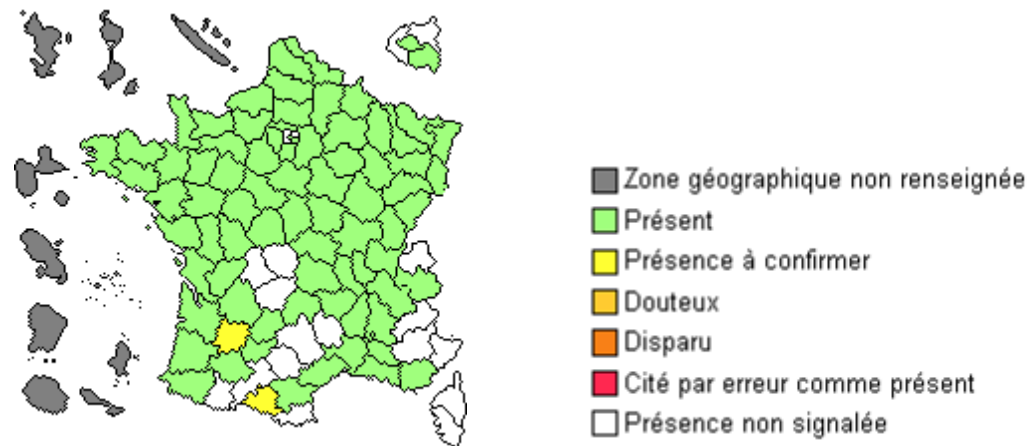 Zone géographique non renseignée
Présent
Présence à confirmer
Douteux
Disparu
Cité par erreur comme présent
Présence non signalée